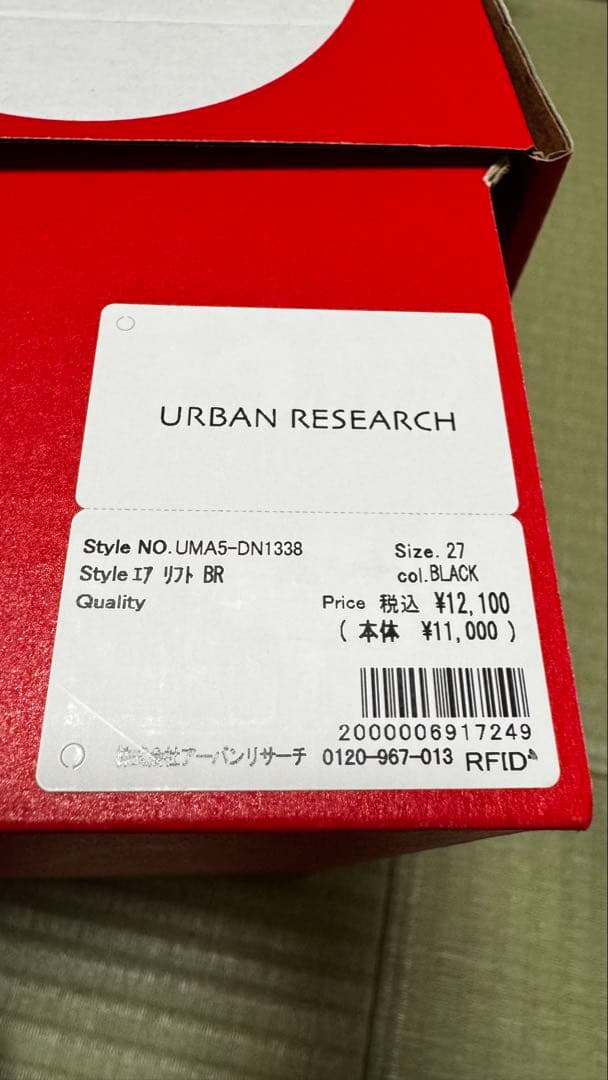 URBAN RESEARCH
Style NO. UMA5-DN1338 Size. 27
Style エア リフト BR col. BLACK
Quality Price 税込 ¥12,100
( 本体 ¥11,000 )
2000006917249
株式会社アーバンリサーチ 0120-967-013 RFID